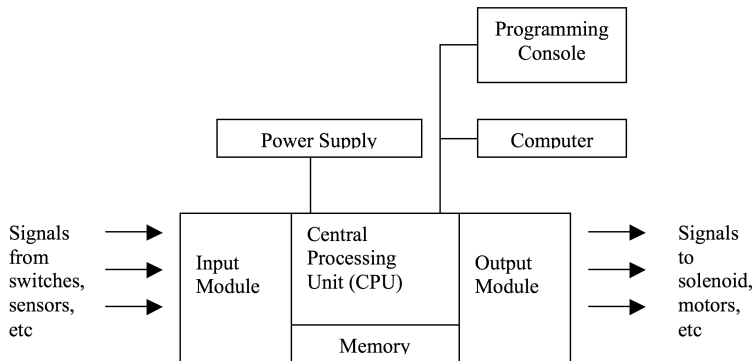 Programming
Console
Power Supply
Computer
Signals
from
switches,
sensors,
etc
Input
Module
Central
Processing
Unit (CPU)
Memory
Output
Module
Signals
to
solenoid,
motors,
etc